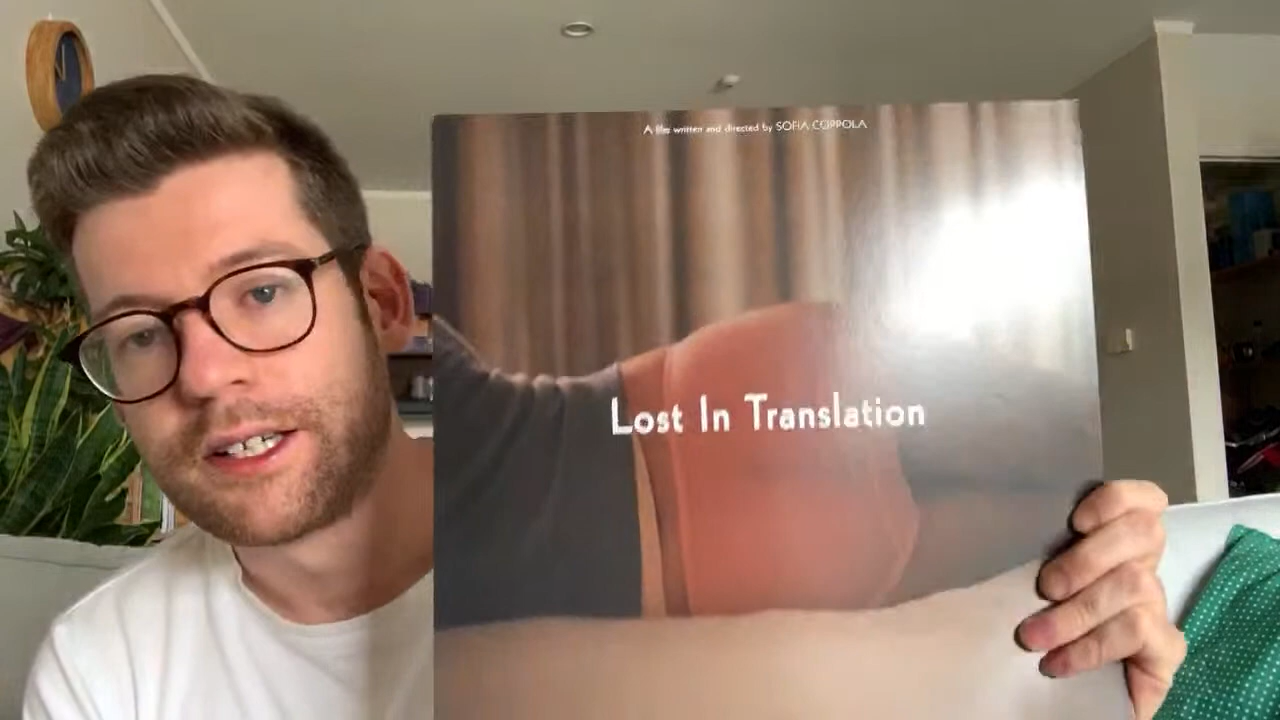 A film written and directed by SOFIA COPPOLA
Lost In Translation